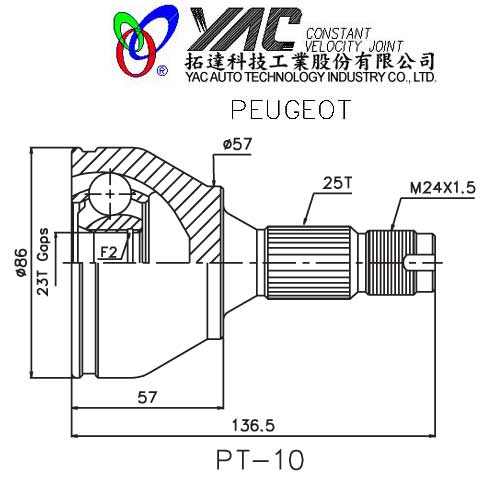 YAC CONSTANT
VELOCITY JOINT
®
拓達科技工業股份有限公司
YAC AUTO TECHNOLOGY INDUSTRY CO., LTD.
PEUGEOT
ø57
25T
M24X1.5
ø86
23T Gaps
F2
57
136.5
PT-10